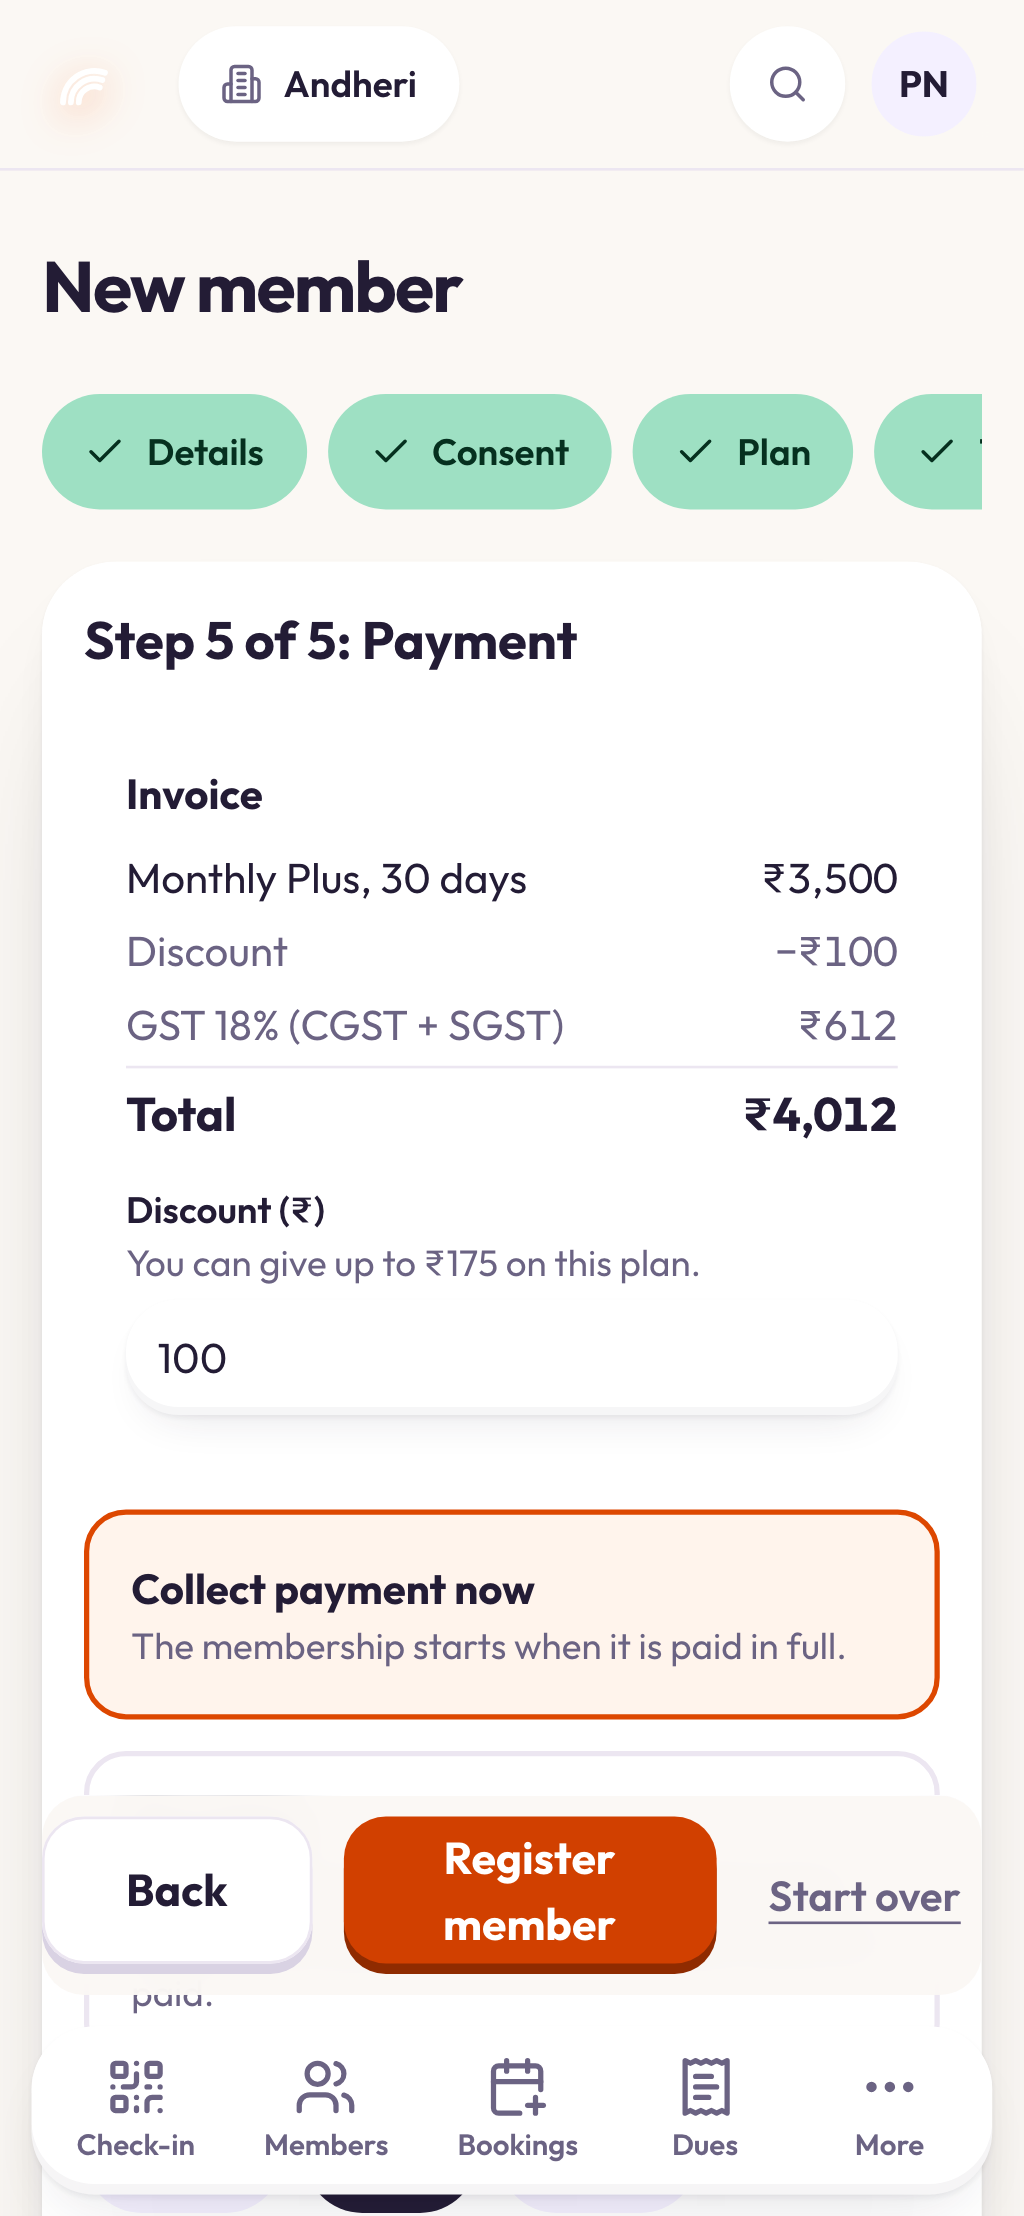 Andheri
PN
New member
Details
Consent
Plan
Step 5 of 5: Payment
Invoice
Monthly Plus, 30 days ₹3,500
Discount −₹100
GST 18% (CGST + SGST) ₹612
Total ₹4,012
Discount (₹)
You can give up to ₹175 on this plan.
100
Collect payment now
The membership starts when it is paid in full.
Back
Register
member
Start over
paid.
Check-in
Members
Bookings
Dues
More